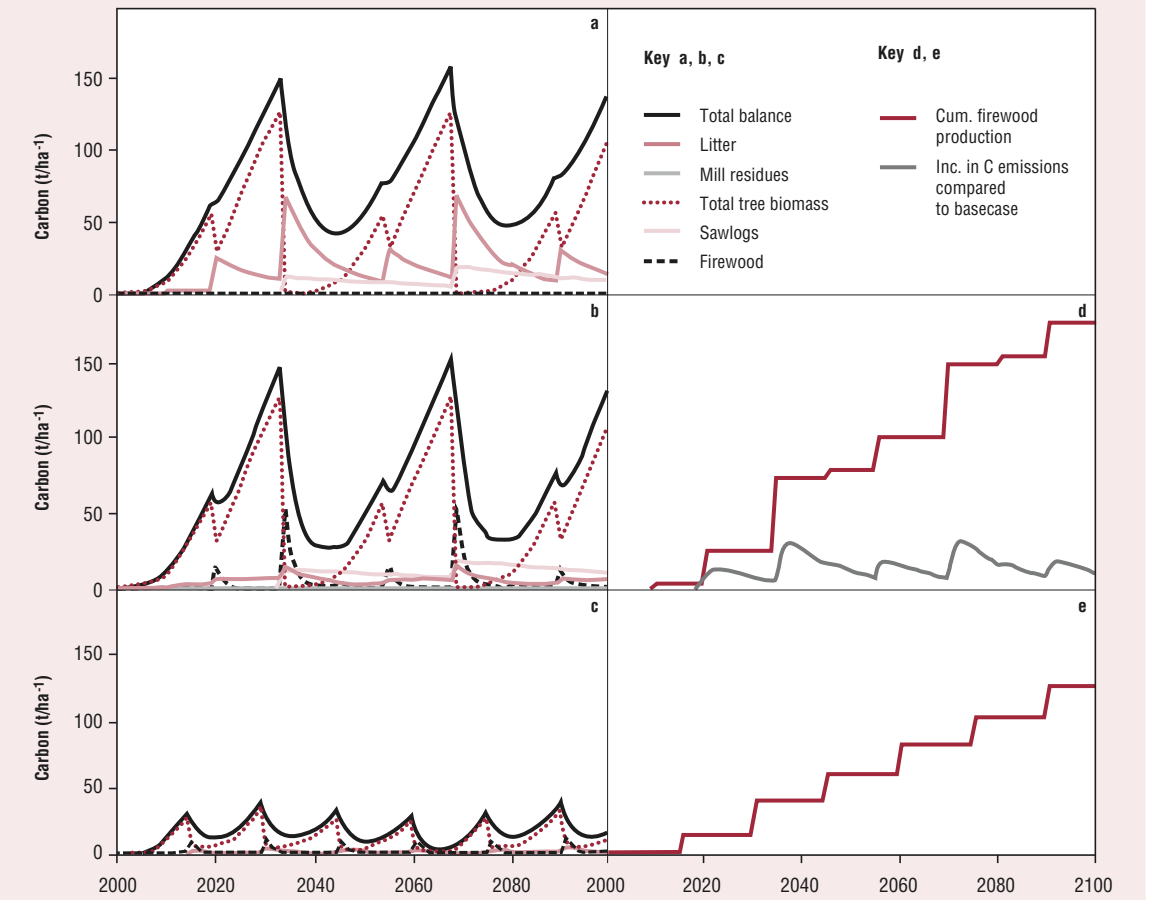 a
150
100
50
0
Carbon (t/ha-1)
Key a, b, c
Total balance
Litter
Mill residues
Total tree biomass
Sawlogs
Firewood
Key d, e
Cum. firewood
production
Inc. in C emissions
compared
to basecase
b
150
100
50
0
Carbon (t/ha-1)
d
c
150
100
50
0
Carbon (t/ha-1)
e
2000 2020 2040 2060 2080 2000 2020 2040 2060 2080 2100